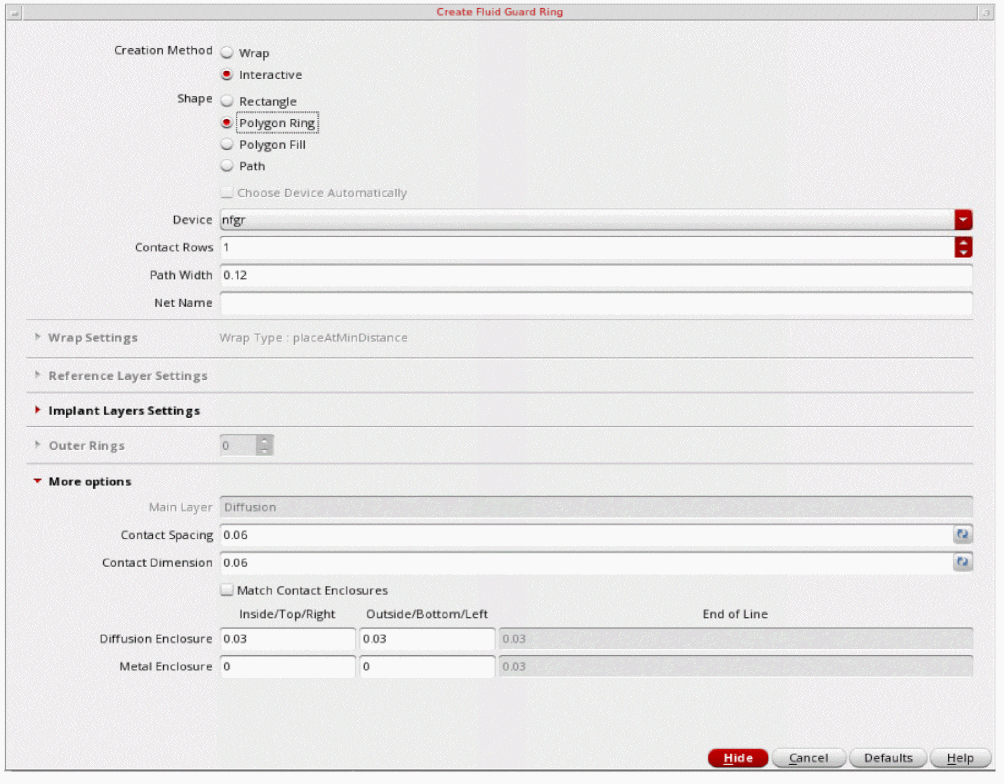 Create Fluid Guard Ring
Creation Method Wrap
Interactive
Shape Rectangle
Polygon Ring
Polygon Fill
Path
Choose Device Automatically
Device nfgr
Contact Rows 1
Path Width 0.12
Net Name
Wrap Settings Wrap Type : placeAtMinDistance
Reference Layer Settings
Implant Layers Settings
Outer Rings 0
More options
Main Layer Diffusion
Contact Spacing 0.06
Contact Dimension 0.06
Match Contact Enclosures
Inside/Top/Right Outside/Bottom/Left End of Line
Diffusion Enclosure 0.03 0.03 0.03
Metal Enclosure 0 0 0.03
Hide Cancel Defaults Help